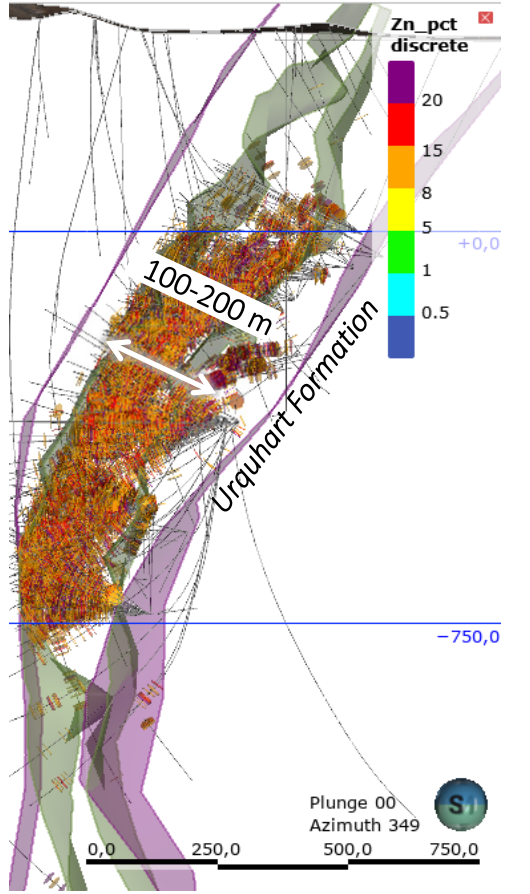 Zn_pct
discrete
20
15
8
5
1
0.5
+0,0
100-200 m
Urquhart Formation
−750,0
Plunge 00
Azimuth 349
S
0,0 250,0 500,0 750,0